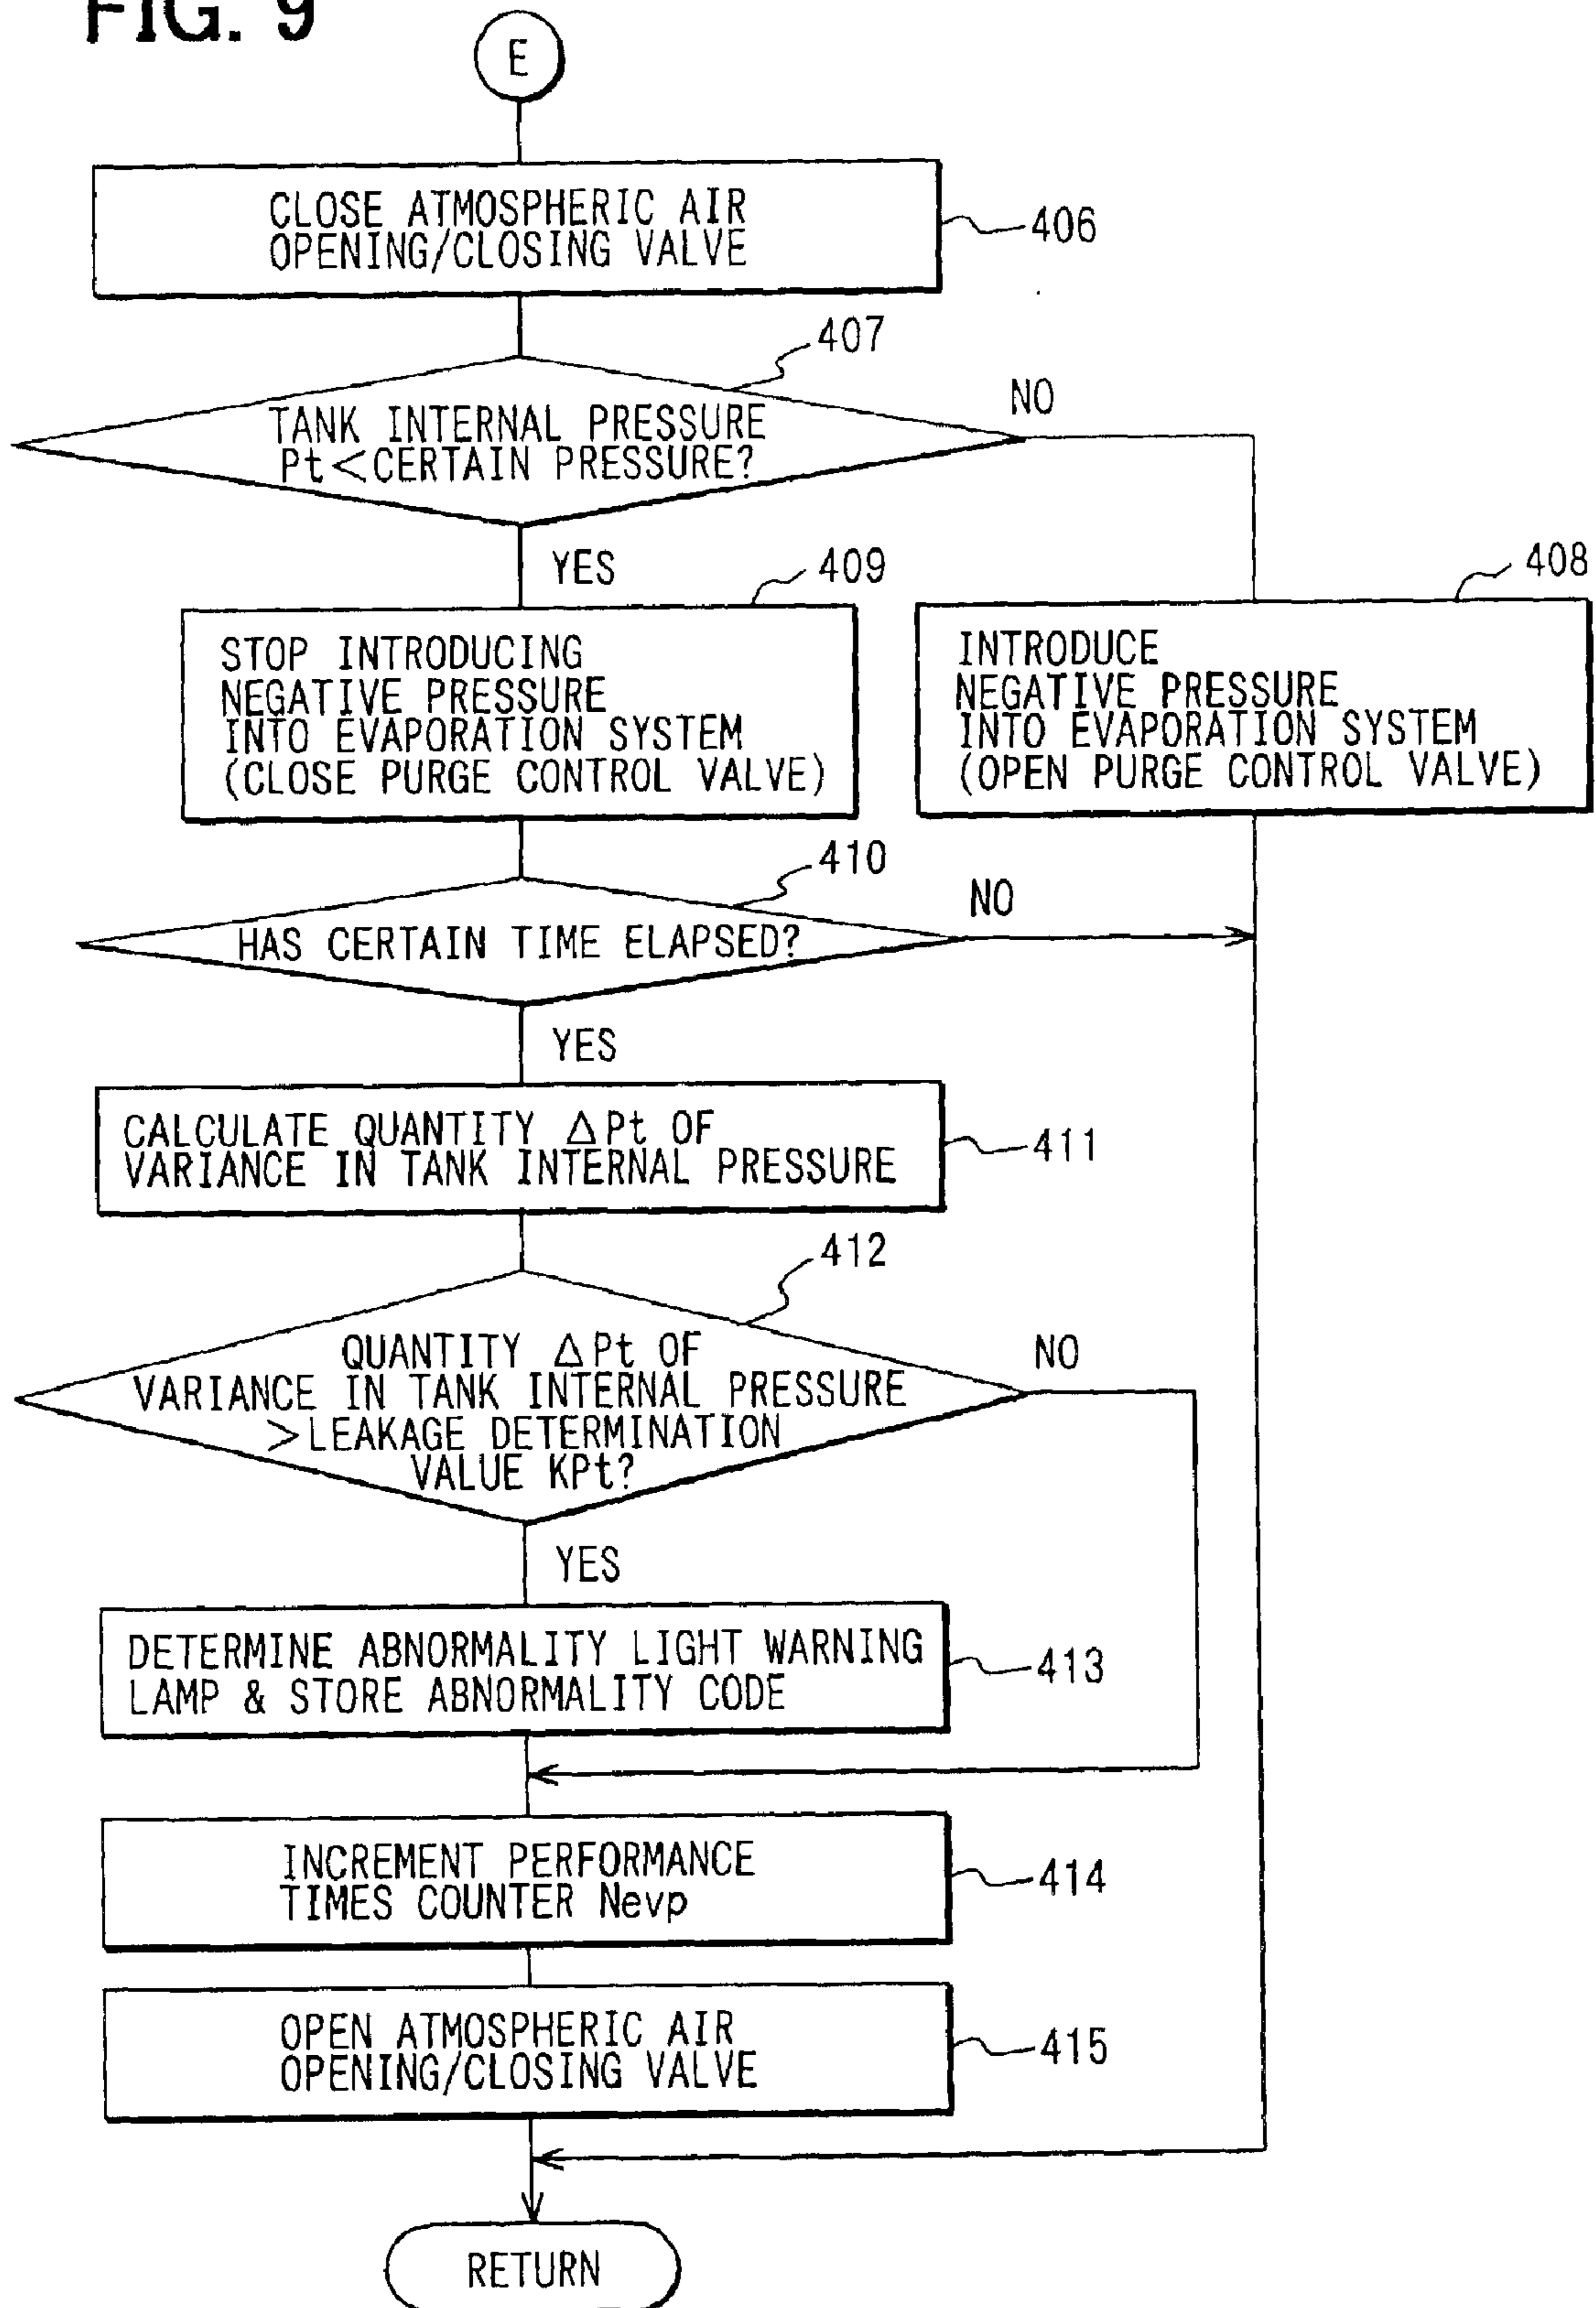 FIG. 9
E
CLOSE ATMOSPHERIC AIR
OPENING/CLOSING VALVE
406
407
TANK INTERNAL PRESSURE
Pt<CERTAIN PRESSURE?
NO
YES
409
408
STOP INTRODUCING
NEGATIVE PRESSURE
INTO EVAPORATION SYSTEM
(CLOSE PURGE CONTROL VALVE)
INTRODUCE
NEGATIVE PRESSURE
INTO EVAPORATION SYSTEM
(OPEN PURGE CONTROL VALVE)
410
HAS CERTAIN TIME ELAPSED?
NO
YES
CALCULATE QUANTITY △Pt OF
VARIANCE IN TANK INTERNAL PRESSURE
411
412
QUANTITY △Pt OF
VARIANCE IN TANK INTERNAL PRESSURE
>LEAKAGE DETERMINATION
VALUE KPt?
NO
YES
DETERMINE ABNORMALITY LIGHT WARNING
LAMP & STORE ABNORMALITY CODE
413
INCREMENT PERFORMANCE
TIMES COUNTER Nevp
414
OPEN ATMOSPHERIC AIR
OPENING/CLOSING VALVE
415
RETURN